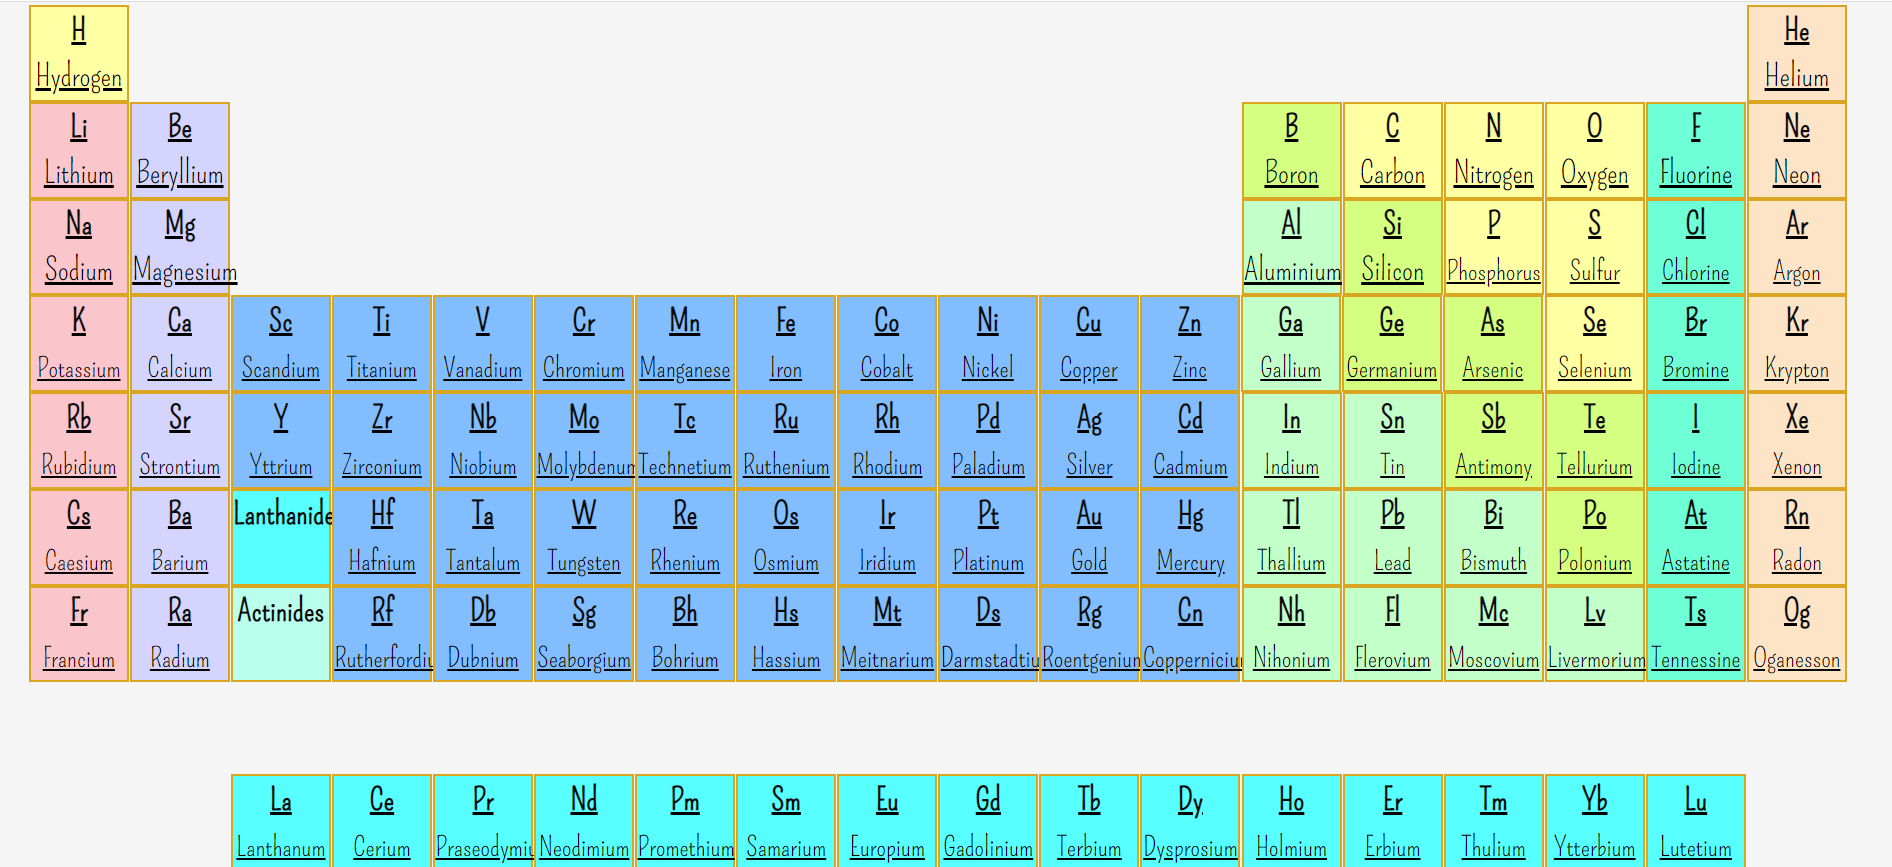 H He
Hydrogen Helium
Li Be B C N O F Ne
Lithium Beryllium Boron Carbon Nitrogen Oxygen Fluorine Neon
Na Mg Al Si P S Cl Ar
Sodium Magnesium Aluminium Silicon Phosphorus Sulfur Chlorine Argon
K Ca Sc Ti V Cr Mn Fe Co Ni Cu Zn Ga Ge As Se Br Kr
Potassium Calcium Scandium Titanium Vanadium Chromium Manganese Iron Cobalt Nickel Copper Zinc Gallium Germanium Arsenic Selenium Bromine Krypton
Rb Sr Y Zr Nb Mo Tc Ru Rh Pd Ag Cd In Sn Sb Te I Xe
Rubidium Strontium Yttrium Zirconium Niobium Molybdenum Technetium Ruthenium Rhodium Paladium Silver Cadmium Indium Tin Antimony Tellurium Iodine Xenon
Cs Ba Lanthanide Hf Ta W Re Os Ir Pt Au Hg Tl Pb Bi Po At Rn
Caesium Barium Hafnium Tantalum Tungsten Rhenium Osmium Iridium Platinum Gold Mercury Thallium Lead Bismuth Polonium Astatine Radon
Fr Ra Actinides Rf Db Sg Bh Hs Mt Ds Rg Cn Nh Fl Mc Lv Ts Og
Francium Radium Rutherfordiu Dubnium Seaborgium Bohrium Hassium Meitnarium Darmstadtiu Roentgenium Copperniciu Nihonium Flerovium Moscovium Livermorium Tennessine Oganesson
La Ce Pr Nd Pm Sm Eu Gd Tb Dy Ho Er Tm Yb Lu
Lanthanum Cerium Praseodymiu Neodimium Promethium Samarium Europium Gadolinium Terbium Dysprosium Holmium Erbium Thulium Ytterbium Lutetium